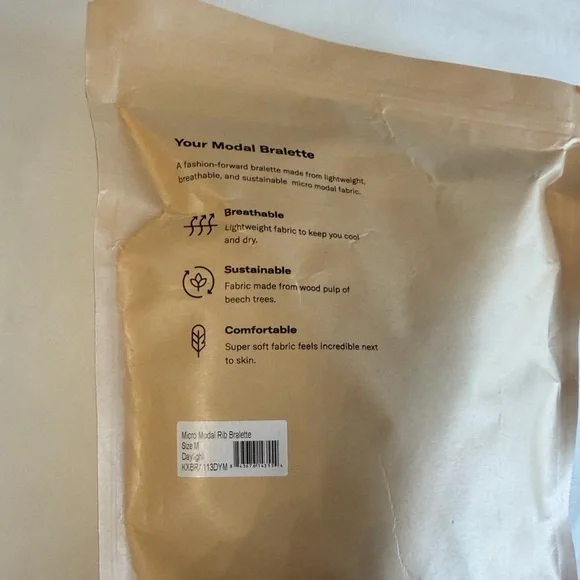 Your Modal Bralette
A fashion-forward bralette made from lightweight,
breathable, and sustainable micro modal fabric.
Breathable
Lightweight fabric to keep you cool
and dry.
Sustainable
Fabric made from wood pulp of
beech trees.
Comfortable
Super soft fabric feels incredible next
to skin.
Micro Modal Rib Bralette
Size M
Daylight